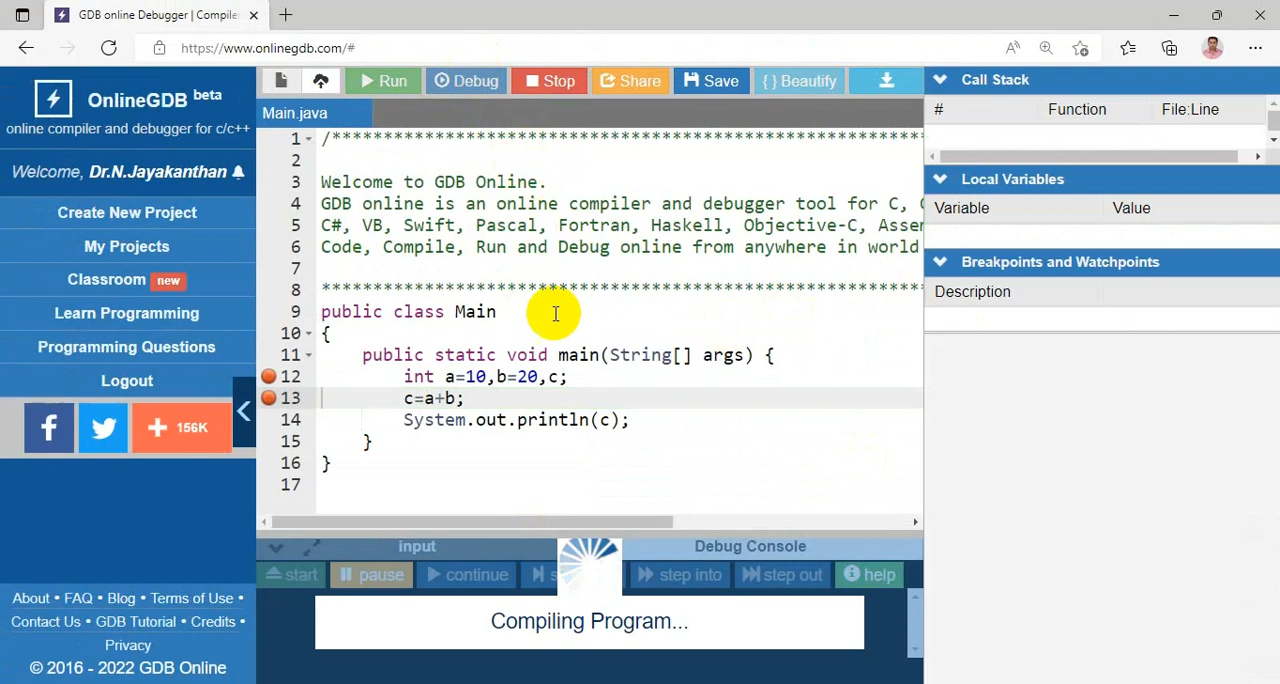 GDB online Debugger | Compiler
https://www.onlinegdb.com/#
OnlineGDB beta
online compiler and debugger for c/c++
Welcome, Dr.N.Jayakanthan
Create New Project
My Projects
Classroom new
Learn Programming
Programming Questions
Logout
156K
About • FAQ • Blog • Terms of Use •
Contact Us • GDB Tutorial • Credits •
Privacy
© 2016 - 2022 GDB Online
Run Debug Stop Share Save { } Beautify
Main.java
1 /**********************************************************
2
3 Welcome to GDB Online.
4 GDB online is an online compiler and debugger tool for C,
5 C#, VB, Swift, Pascal, Fortran, Haskell, Objective-C,
6 Code, Compile, Run and Debug online from anywhere in world
7
8 ***********************************************************
9 public class Main
10 {
11 public static void main(String[] args) {
12 int a=10,b=20,c;
13 c=a+b;
14 System.out.println(c);
15 }
16 }
17
input Debug Console
start pause continue step into step out help
Compiling Program...
Call Stack
# Function File:Line
Local Variables
Variable Value
Breakpoints and Watchpoints
Description